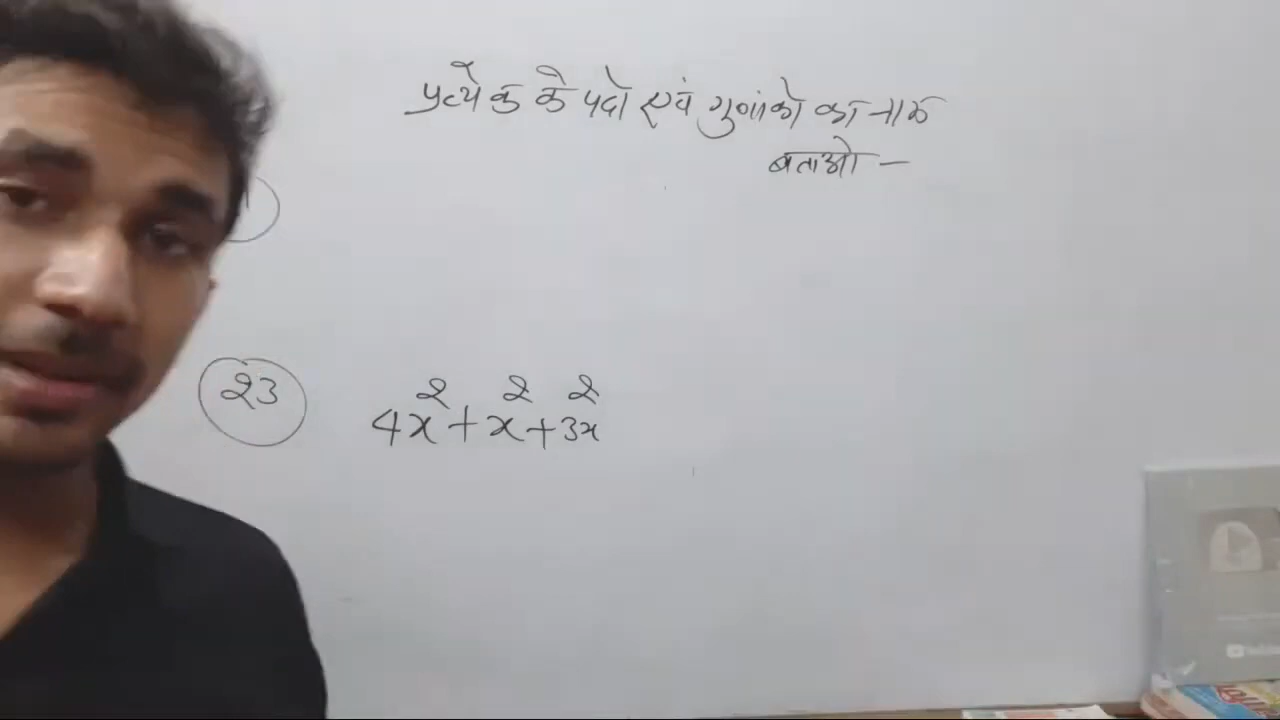 प्रत्येक के पदो एवं गुणांको का नाम
बताओ -
23 4x² + x² + 3x²